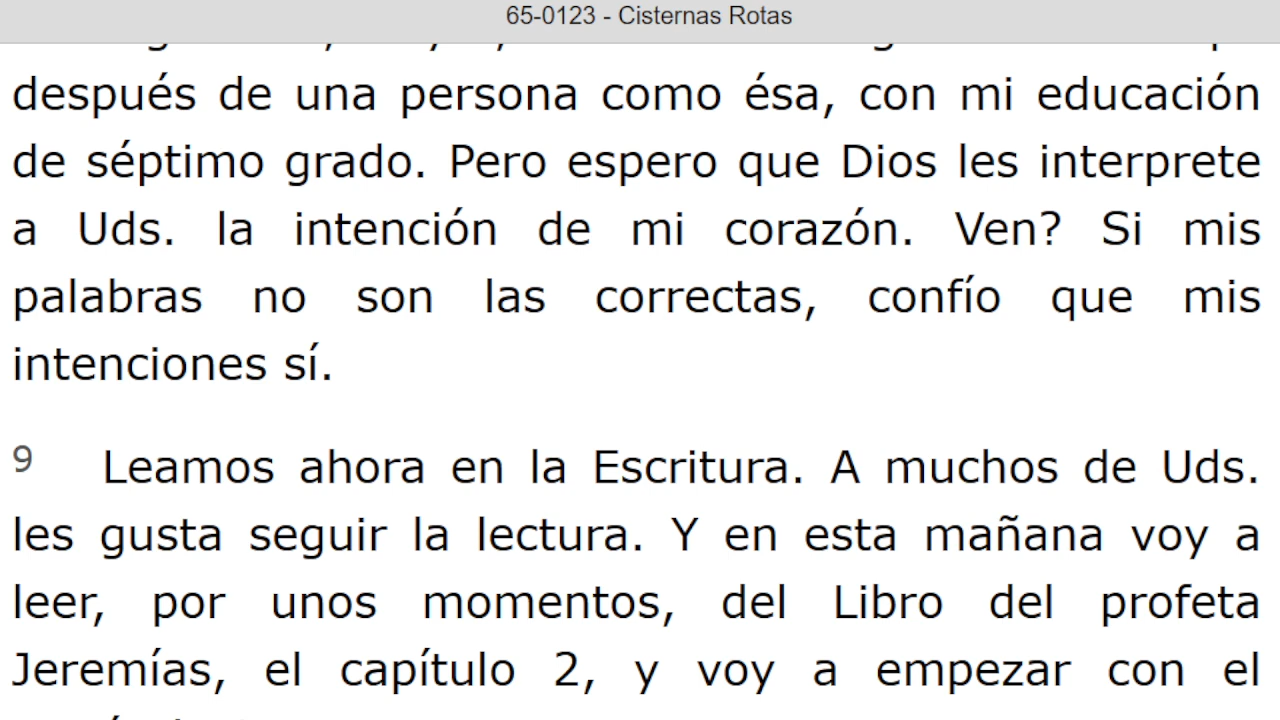 65-0123 - Cisternas Rotas
después de una persona como ésa, con mi educación
de séptimo grado. Pero espero que Dios les interprete
a Uds. la intención de mi corazón. Ven? Si mis
palabras no son las correctas, confío que mis
intenciones sí.
9 Leamos ahora en la Escritura. A muchos de Uds.
les gusta seguir la lectura. Y en esta mañana voy a
leer, por unos momentos, del Libro del profeta
Jeremías, el capítulo 2, y voy a empezar con el